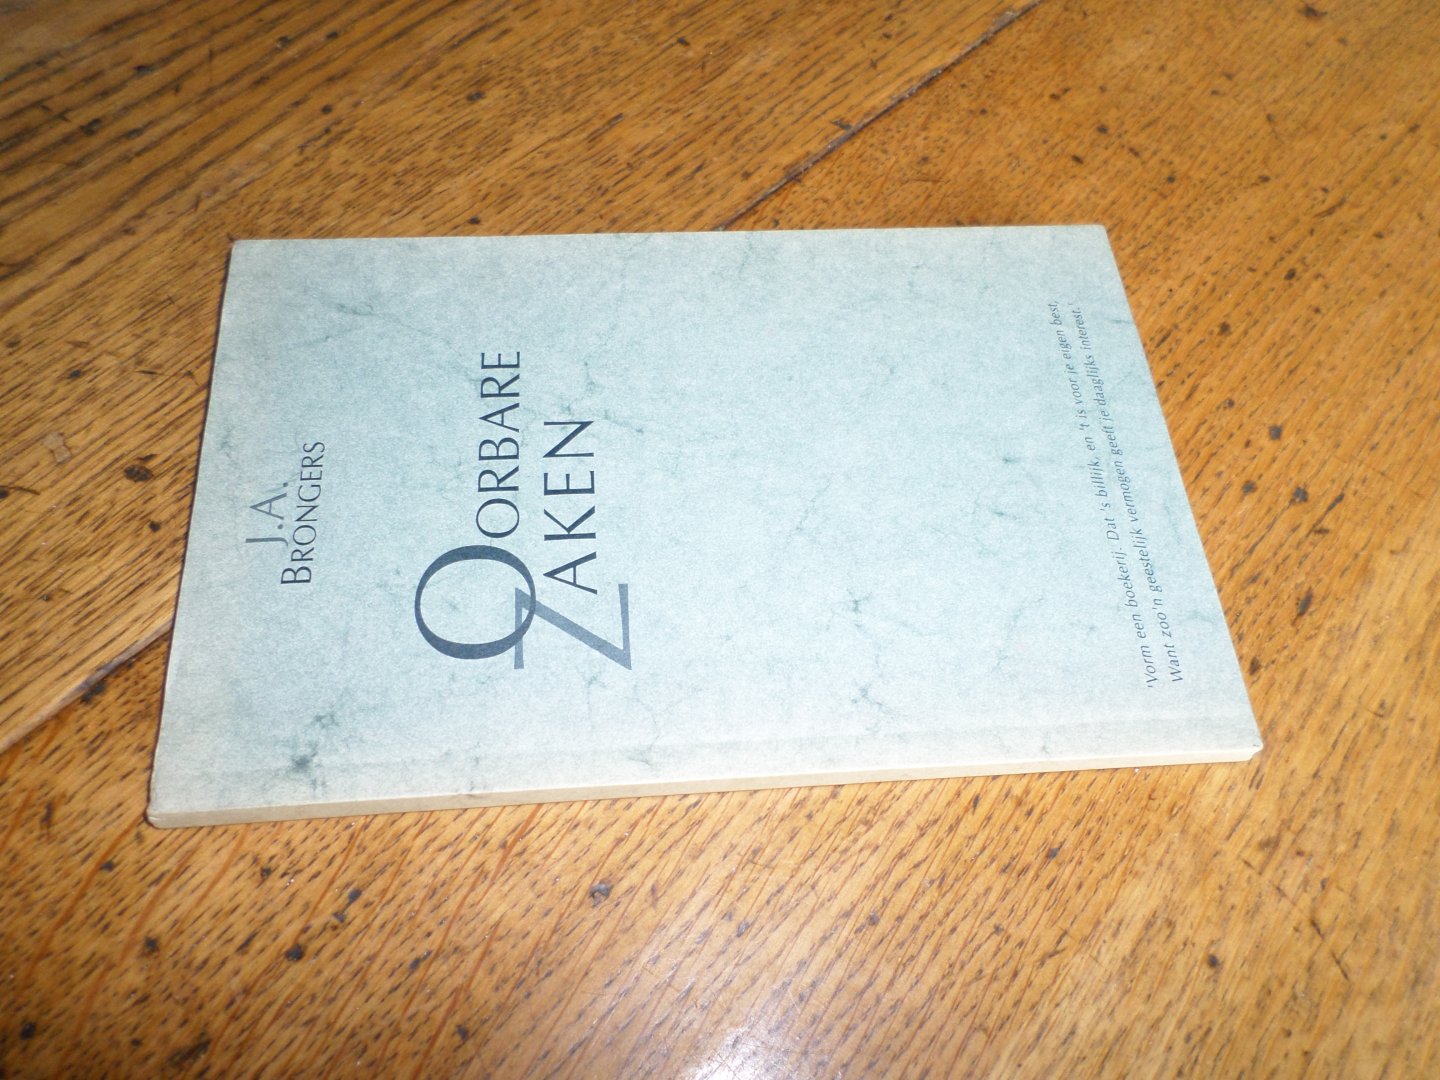 J.A.
BRONGERS
OORBARE
ZAKEN
'Vorm een boekerij. Dat 's billijk, en 't is voor je eigen best,
Want zoo'n geestelijk vermogen geeft je daaglijks interest.'